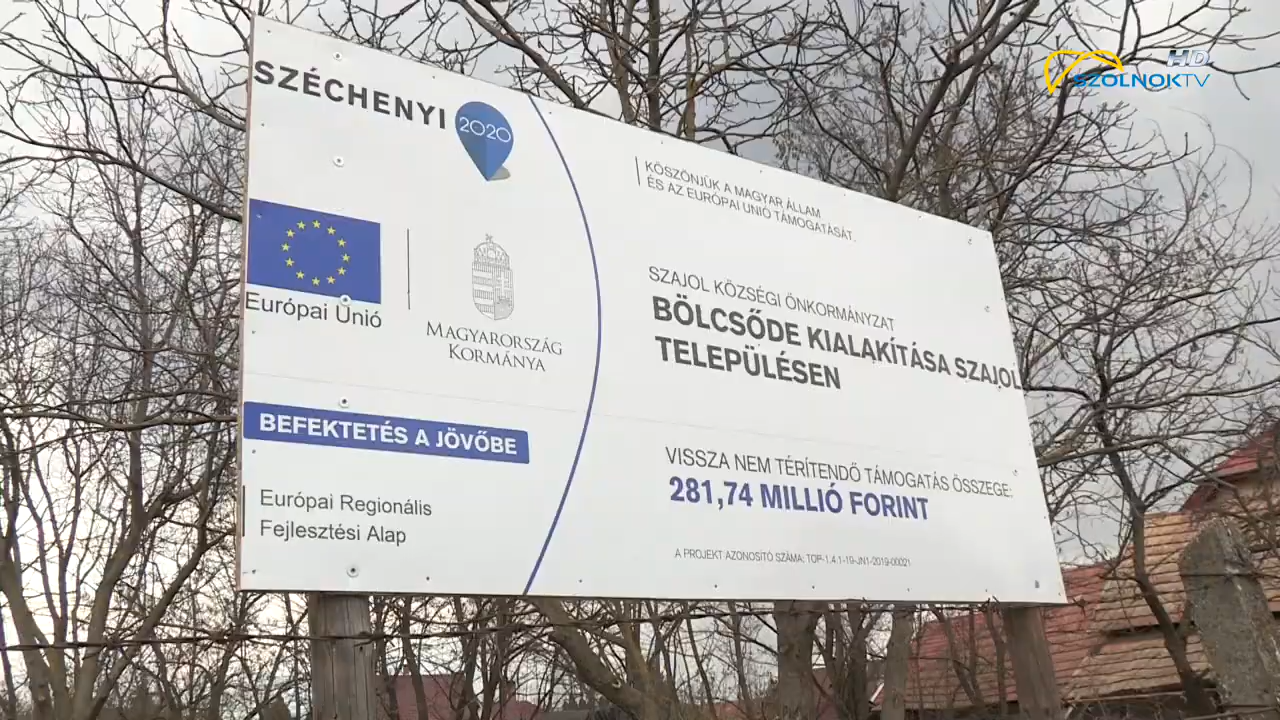 HD
SZOLNOKTV
SZÉCHENYI 2020
KÖSZÖNJÜK A MAGYAR ÁLLAM
ÉS AZ EURÓPAI UNIÓ TÁMOGATÁSÁT.
Európai Unió
MAGYARORSZÁG
KORMÁNYA
SZAJOL KÖZSÉGI ÖNKORMÁNYZAT
BÖLCSŐDE KIALAKÍTÁSA SZAJOL
TELEPÜLÉSEN
BEFEKTETÉS A JÖVŐBE
Európai Regionális
Fejlesztési Alap
VISSZA NEM TÉRÍTENDŐ TÁMOGATÁS ÖSSZEGE:
281,74 MILLIÓ FORINT
A PROJEKT AZONOSÍTÓ SZÁMA: TOP-1.4.1-19-JN1-2019-00021